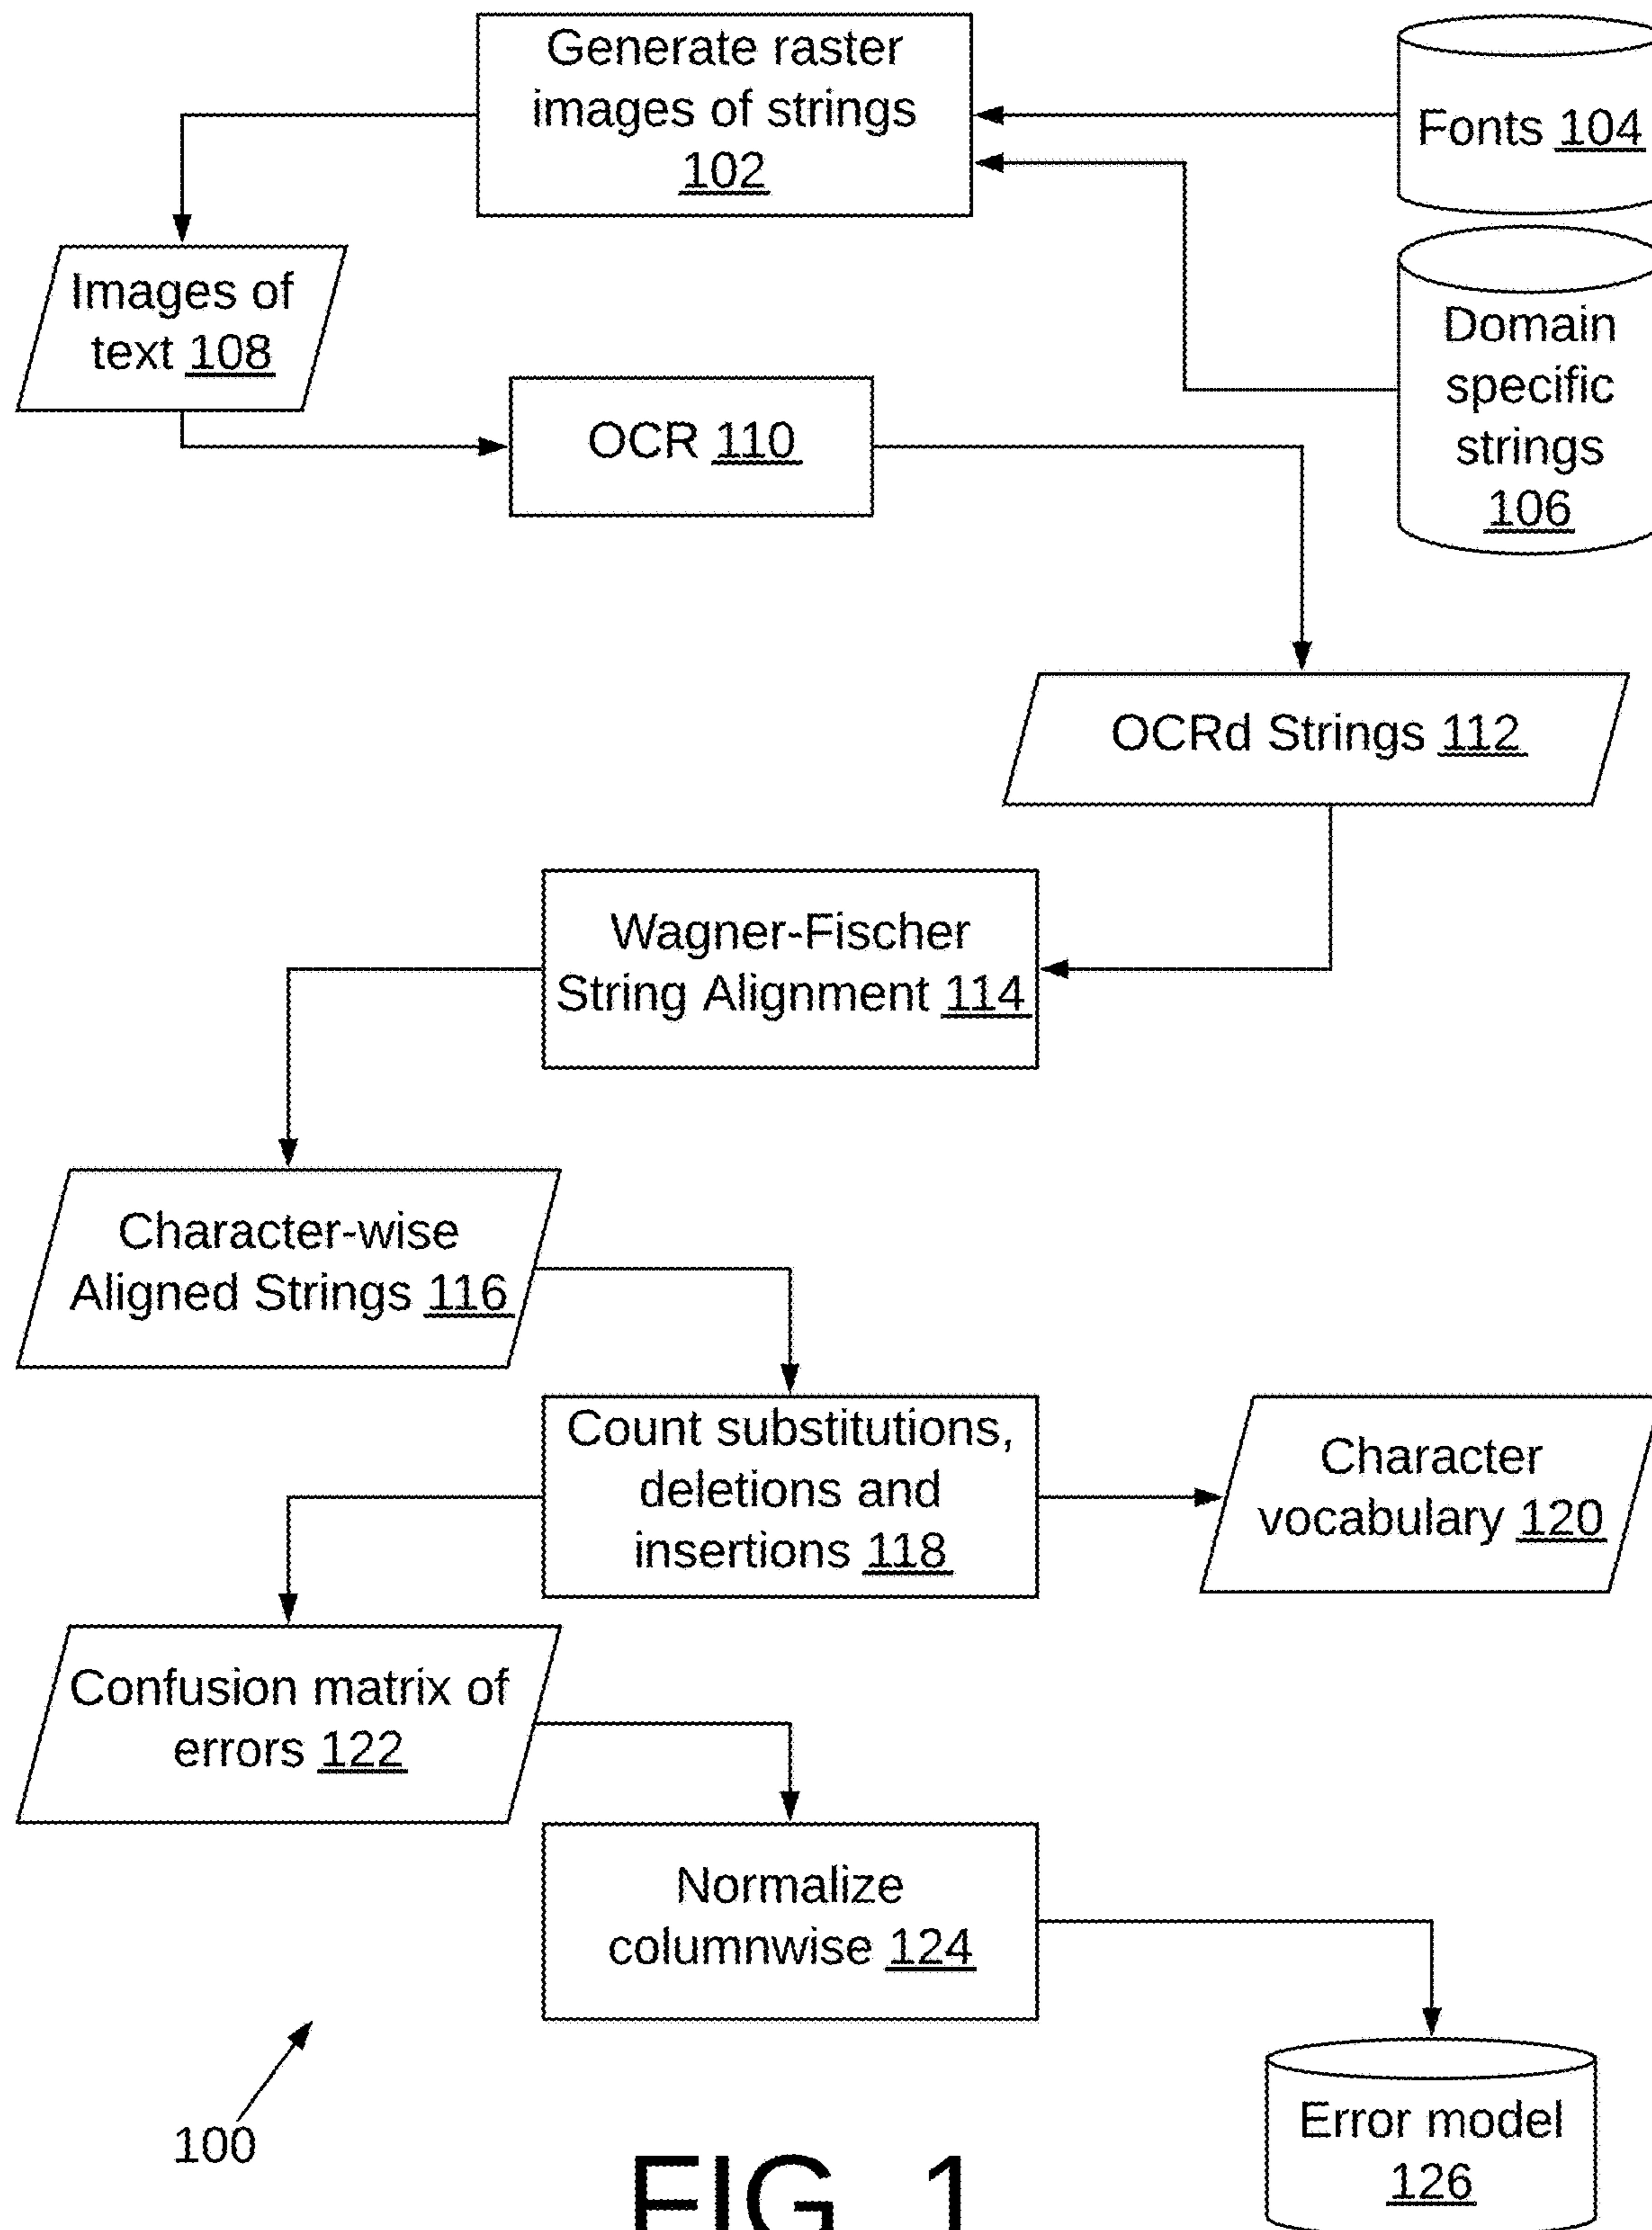 Generate raster
images of strings
102
Fonts 104
Images of
text 108
Domain
specific
strings
106
OCR 110
OCRd Strings 112
Wagner-Fischer
String Alignment 114
Character-wise
Aligned Strings 116
Count substitutions,
deletions and
insertions 118
Character
vocabulary 120
Confusion matrix of
errors 122
Normalize
columnwise 124
Error model
126
100
FIG. 1